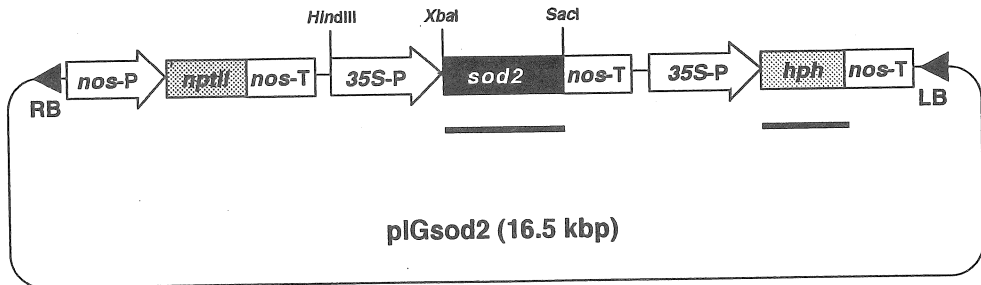 HindIII XbaI SacI
nos-P nptII nos-T 35S-P sod2 nos-T 35S-P hph nos-T
RB LB
pIGsod2 (16.5 kbp)